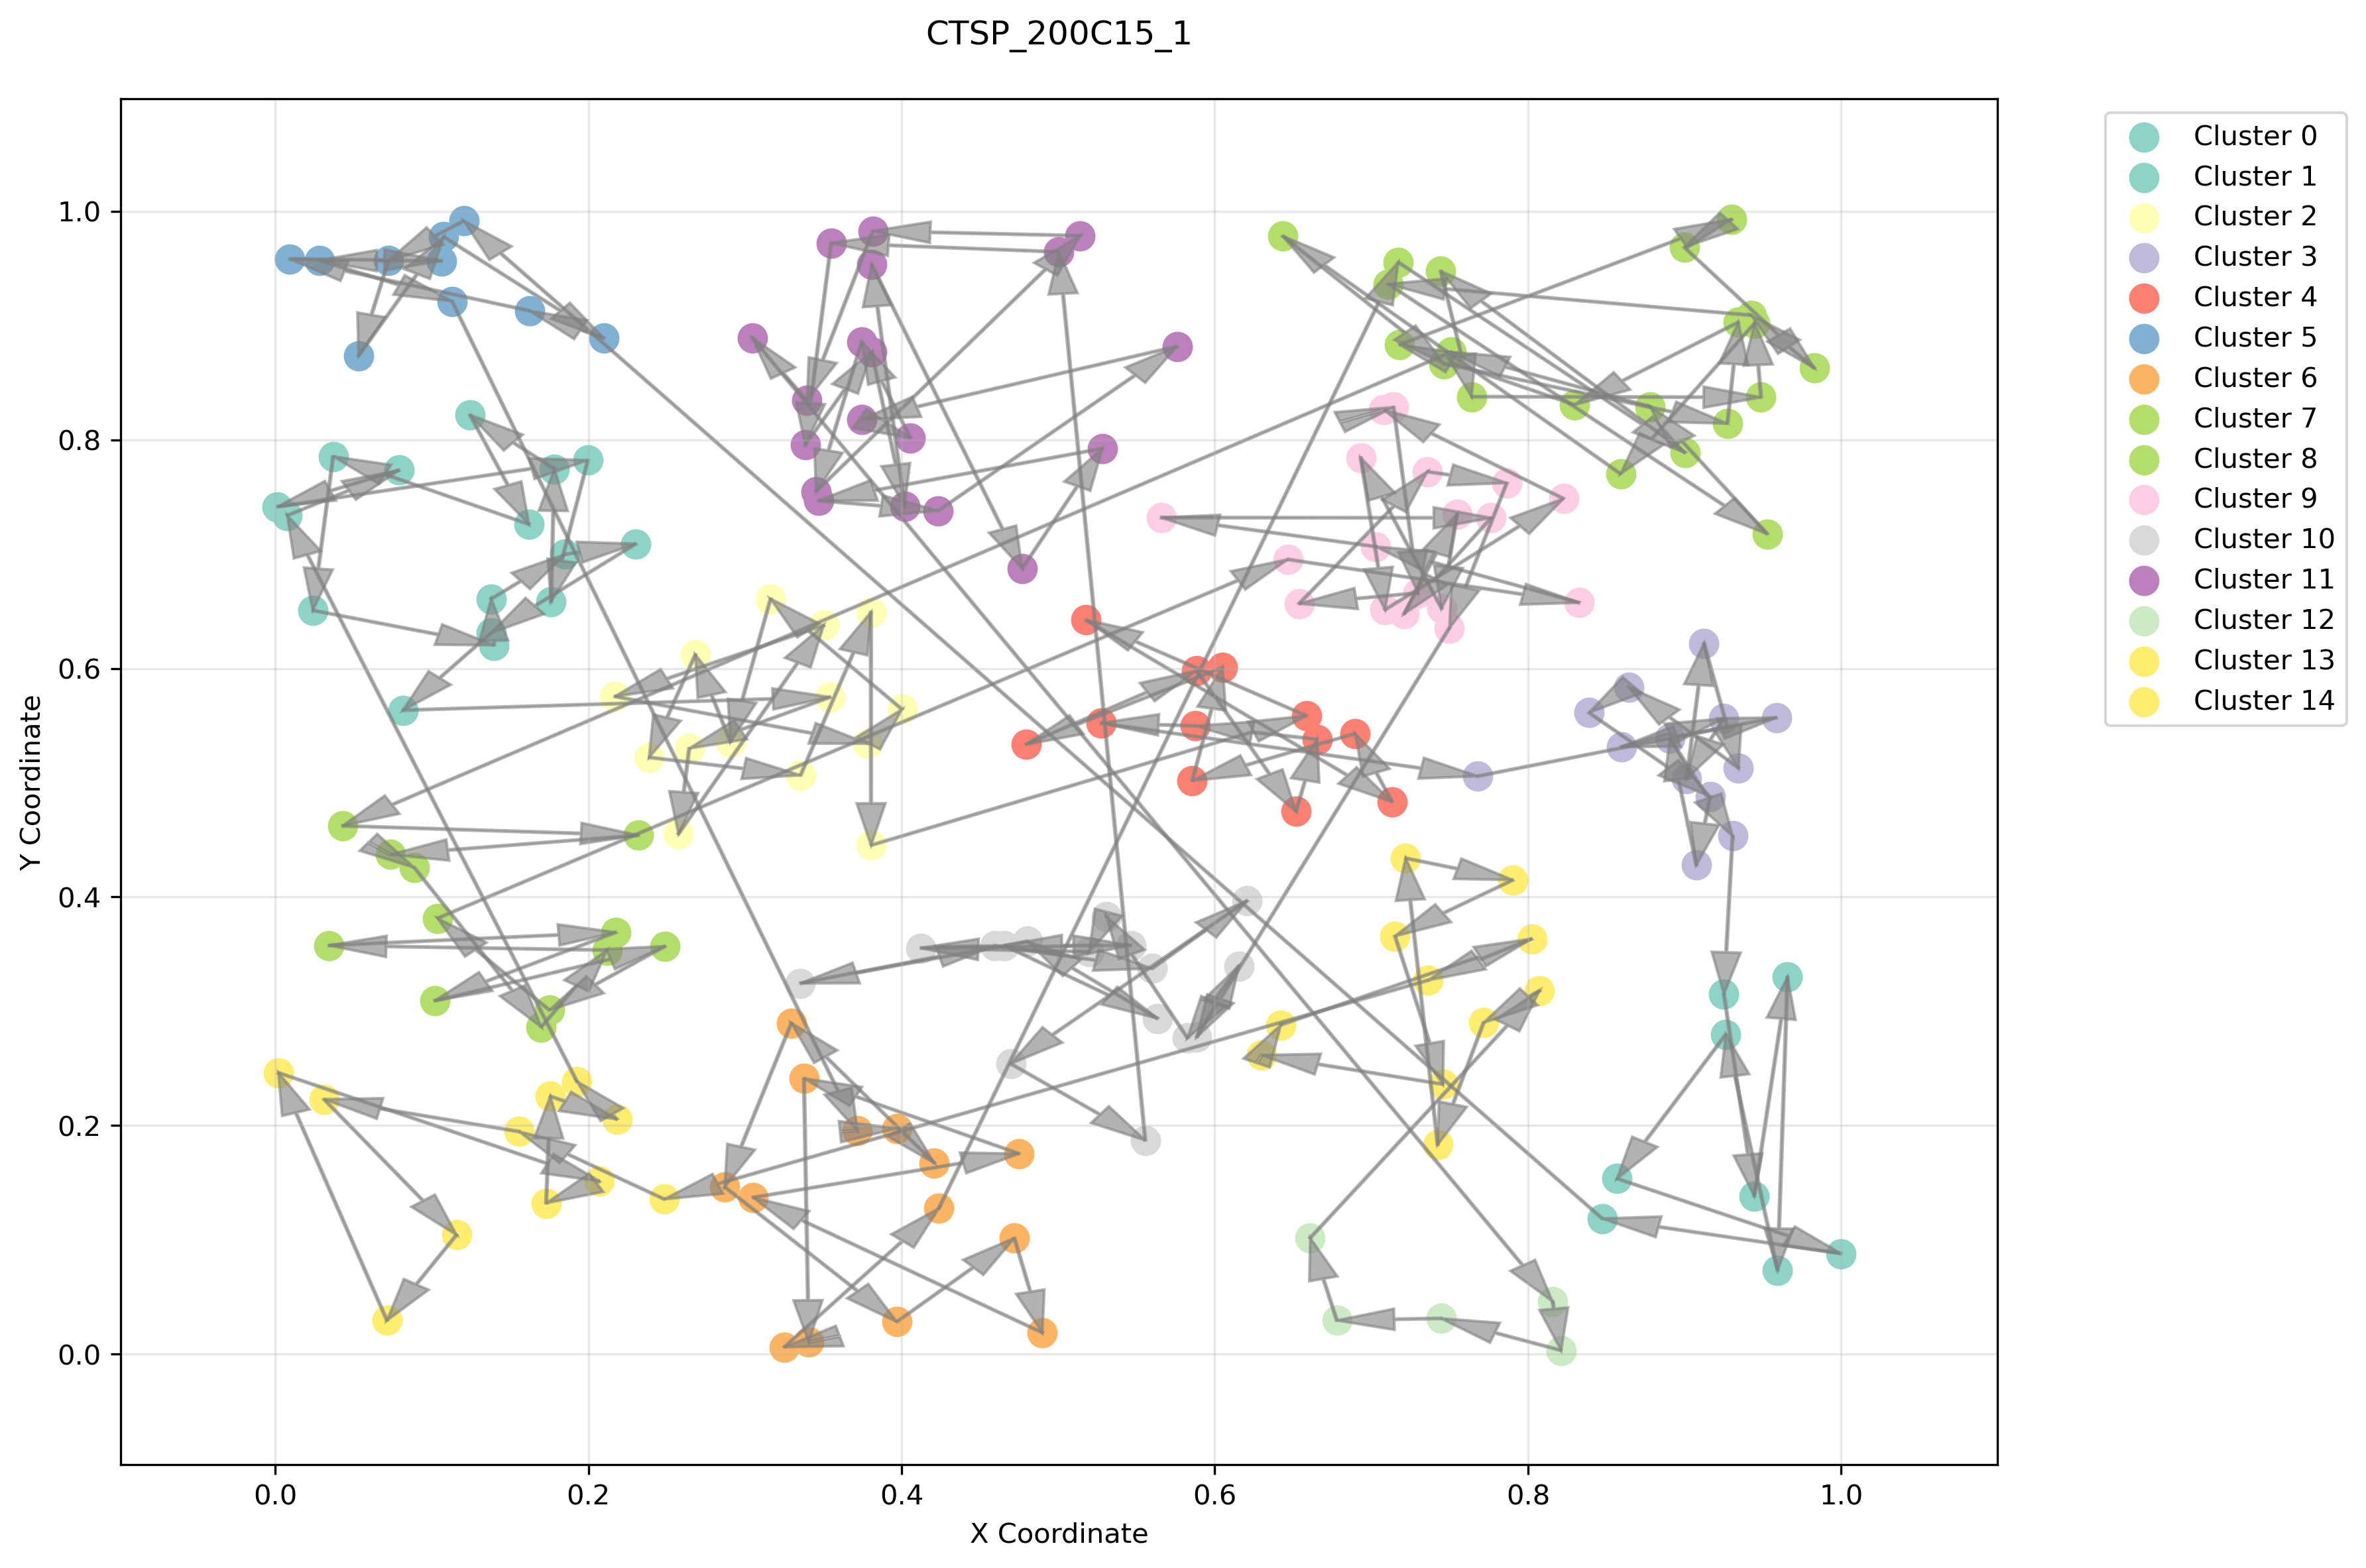 CTSP_200C15_1
1.0
0.8
0.6
0.4
0.2
0.0
Y Coordinate
0.0 0.2 0.4 0.6 0.8 1.0
X Coordinate
Cluster 0
Cluster 1
Cluster 2
Cluster 3
Cluster 4
Cluster 5
Cluster 6
Cluster 7
Cluster 8
Cluster 9
Cluster 10
Cluster 11
Cluster 12
Cluster 13
Cluster 14